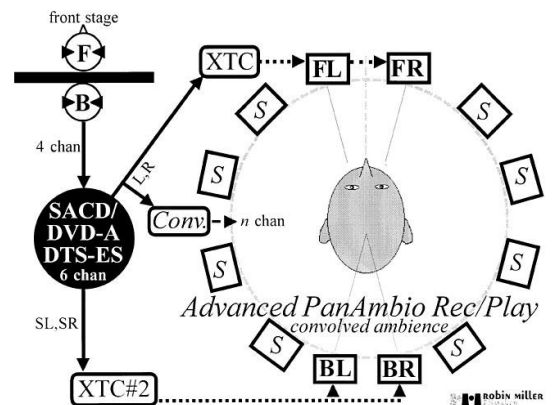 front stage
F
B
4 chan
SACD/
DVD-A
DTS-ES
6 chan
SL,SR
XTC#2
XTC
L,R
Conv.
n chan
FL
FR
S
S
S
S
S
S
S
S
Advanced PanAmbio Rec/Play
convolved ambience
BL
BR
ROBIN MILLER